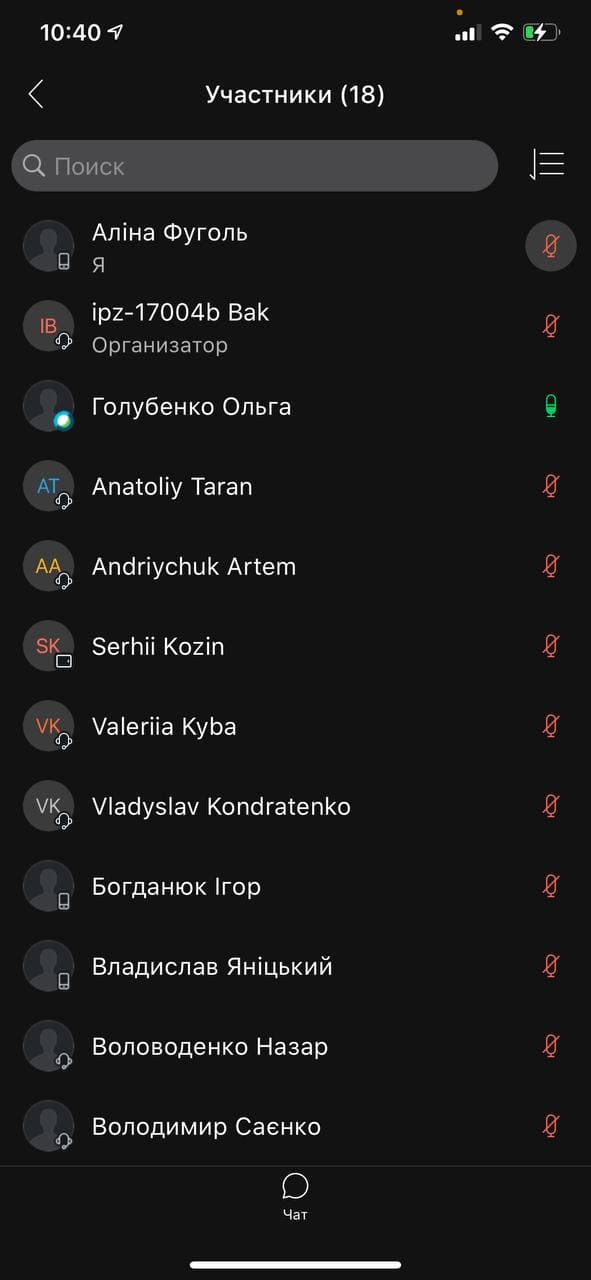 10:40
Участники (18)
Поиск
Аліна Фуголь
Я
IB
ipz-17004b Bak
Организатор
Голубенко Ольга
AT
Anatoliy Taran
AA
Andriychuk Artem
SK
Serhii Kozin
VK
Valeriia Kyba
VK
Vladyslav Kondratenko
Богданюк Ігор
Владислав Яніцький
Воловоденко Назар
Володимир Саєнко
Чат